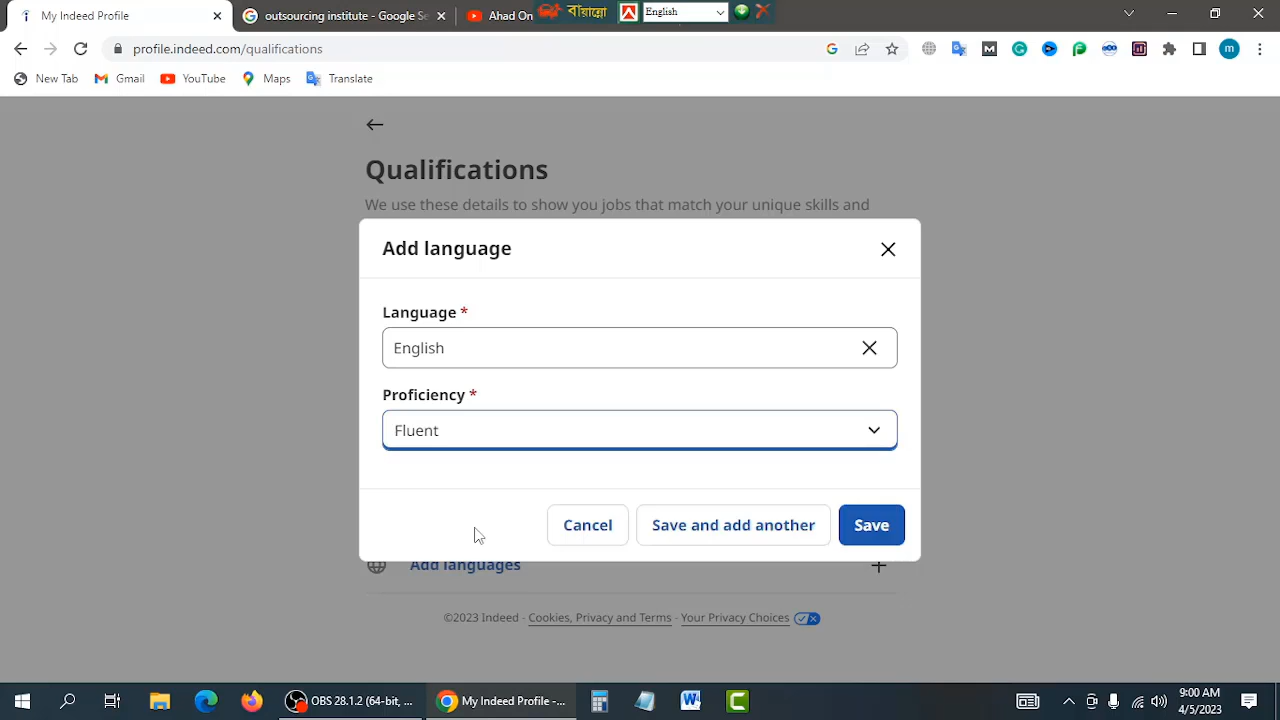 My Indeed Profile
outsourcing institute - Google Se
Ahad On
বায়ান্নো
English
profile.indeed.com/qualifications
m
New Tab
Gmail
YouTube
Maps
Translate
Qualifications
We use these details to show you jobs that match your unique skills and
Add language
Language *
English
Proficiency *
Fluent
Cancel
Save and add another
Save
Add languages
©2023 Indeed - Cookies, Privacy and Terms - Your Privacy Choices
OBS 28.1.2 (64-bit, ...
My Indeed Profile-...
9:00 AM
4/5/2023